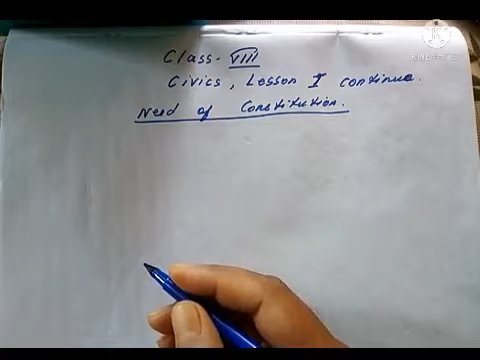 Class - VIII
Civics, Lesson I continue.
Need of Constitution.